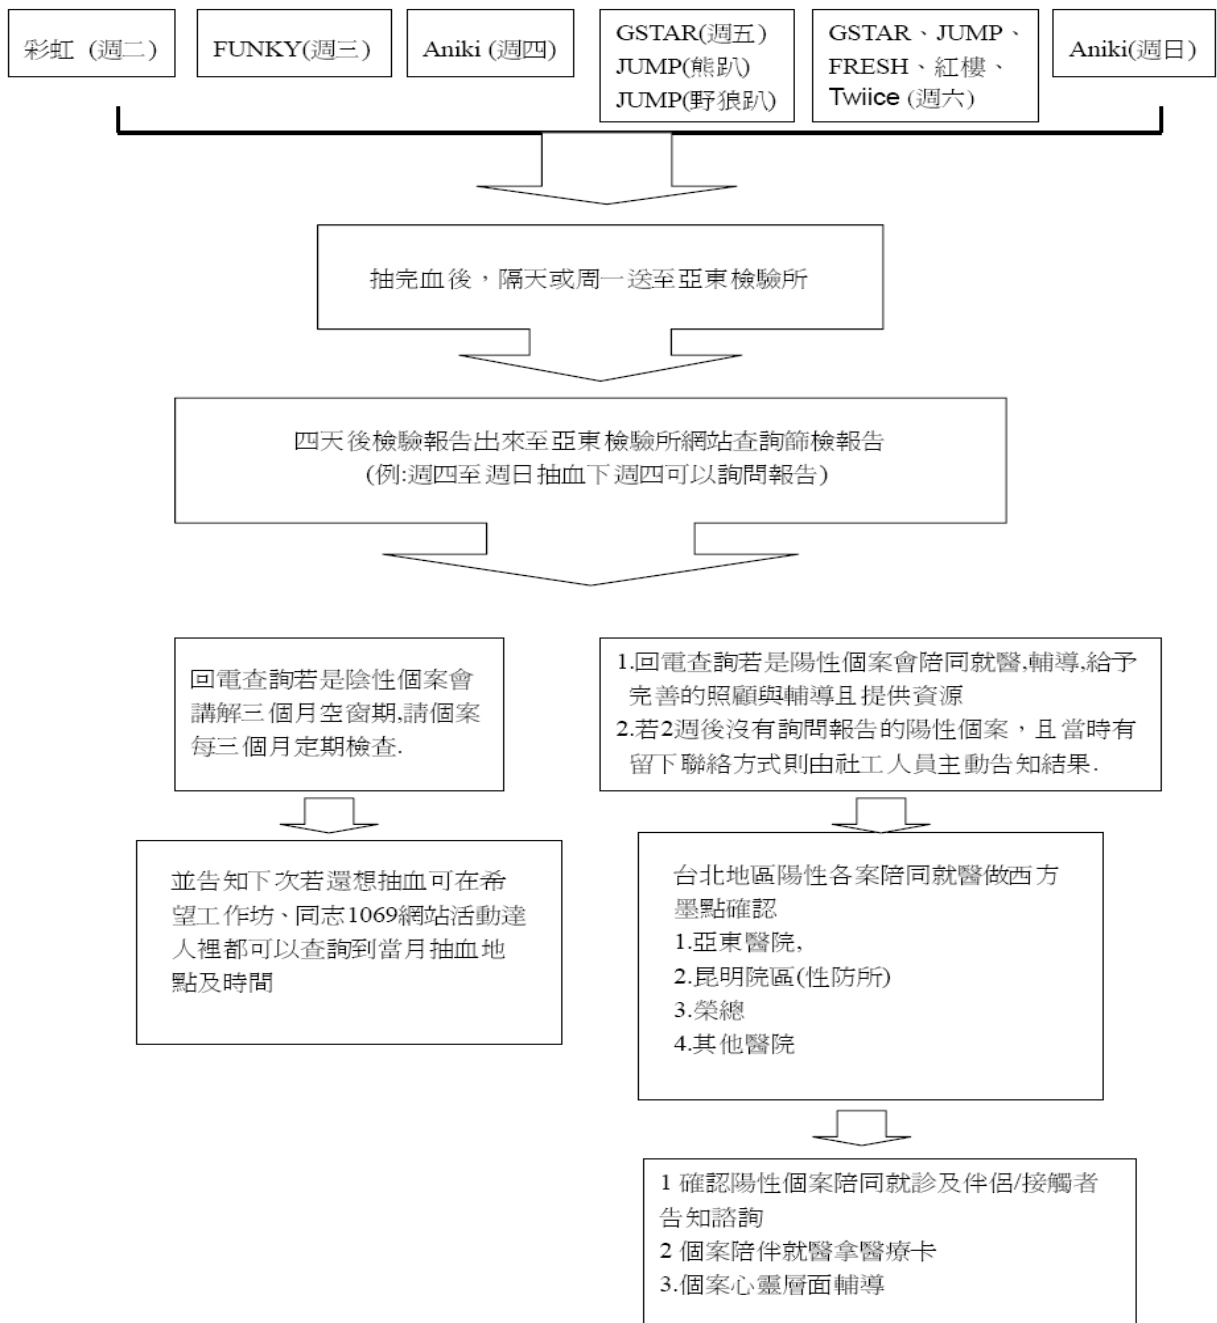 彩虹 (週二)
FUNKY(週三)
Aniki (週四)
GSTAR(週五)
JUMP(熊趴)
JUMP(野狼趴)
GSTAR、JUMP、
FRESH、紅樓、
Twiice (週六)
Aniki(週日)
抽完血後，隔天或周一送至亞東檢驗所
四天後檢驗報告出來至亞東檢驗所網站查詢篩檢報告
(例:週四至週日抽血下週四可以詢問報告)
回電查詢若是陰性個案會
講解三個月空窗期,請個案
每三個月定期檢查.
1.回電查詢若是陽性個案會陪同就醫,輔導,給予
完善的照顧與輔導且提供資源
2.若2週後沒有詢問報告的陽性個案，且當時有
留下聯絡方式則由社工人員主動告知結果.
並告知下次若還想抽血可在希
望工作坊、同志1069網站活動達
人裡都可以查詢到當月抽血地
點及時間
台北地區陽性各案陪同就醫做西方
墨點確認
1.亞東醫院,
2.昆明院區(性防所)
3.榮總
4.其他醫院
1 確認陽性個案陪同就診及伴侶/接觸者
告知諮詢
2 個案陪伴就醫拿醫療卡
3.個案心靈層面輔導